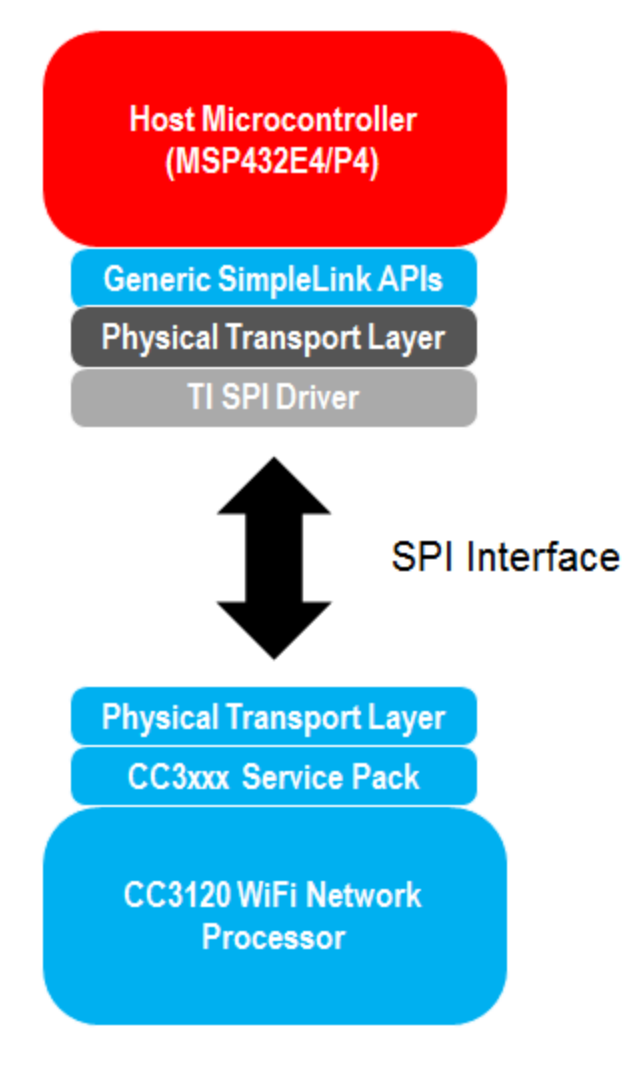 Host Microcontroller
(MSP432E4/P4)
Generic SimpleLink APIs
Physical Transport Layer
TI SPI Driver
SPI Interface
Physical Transport Layer
CC3xxx Service Pack
CC3120 WiFi Network
Processor